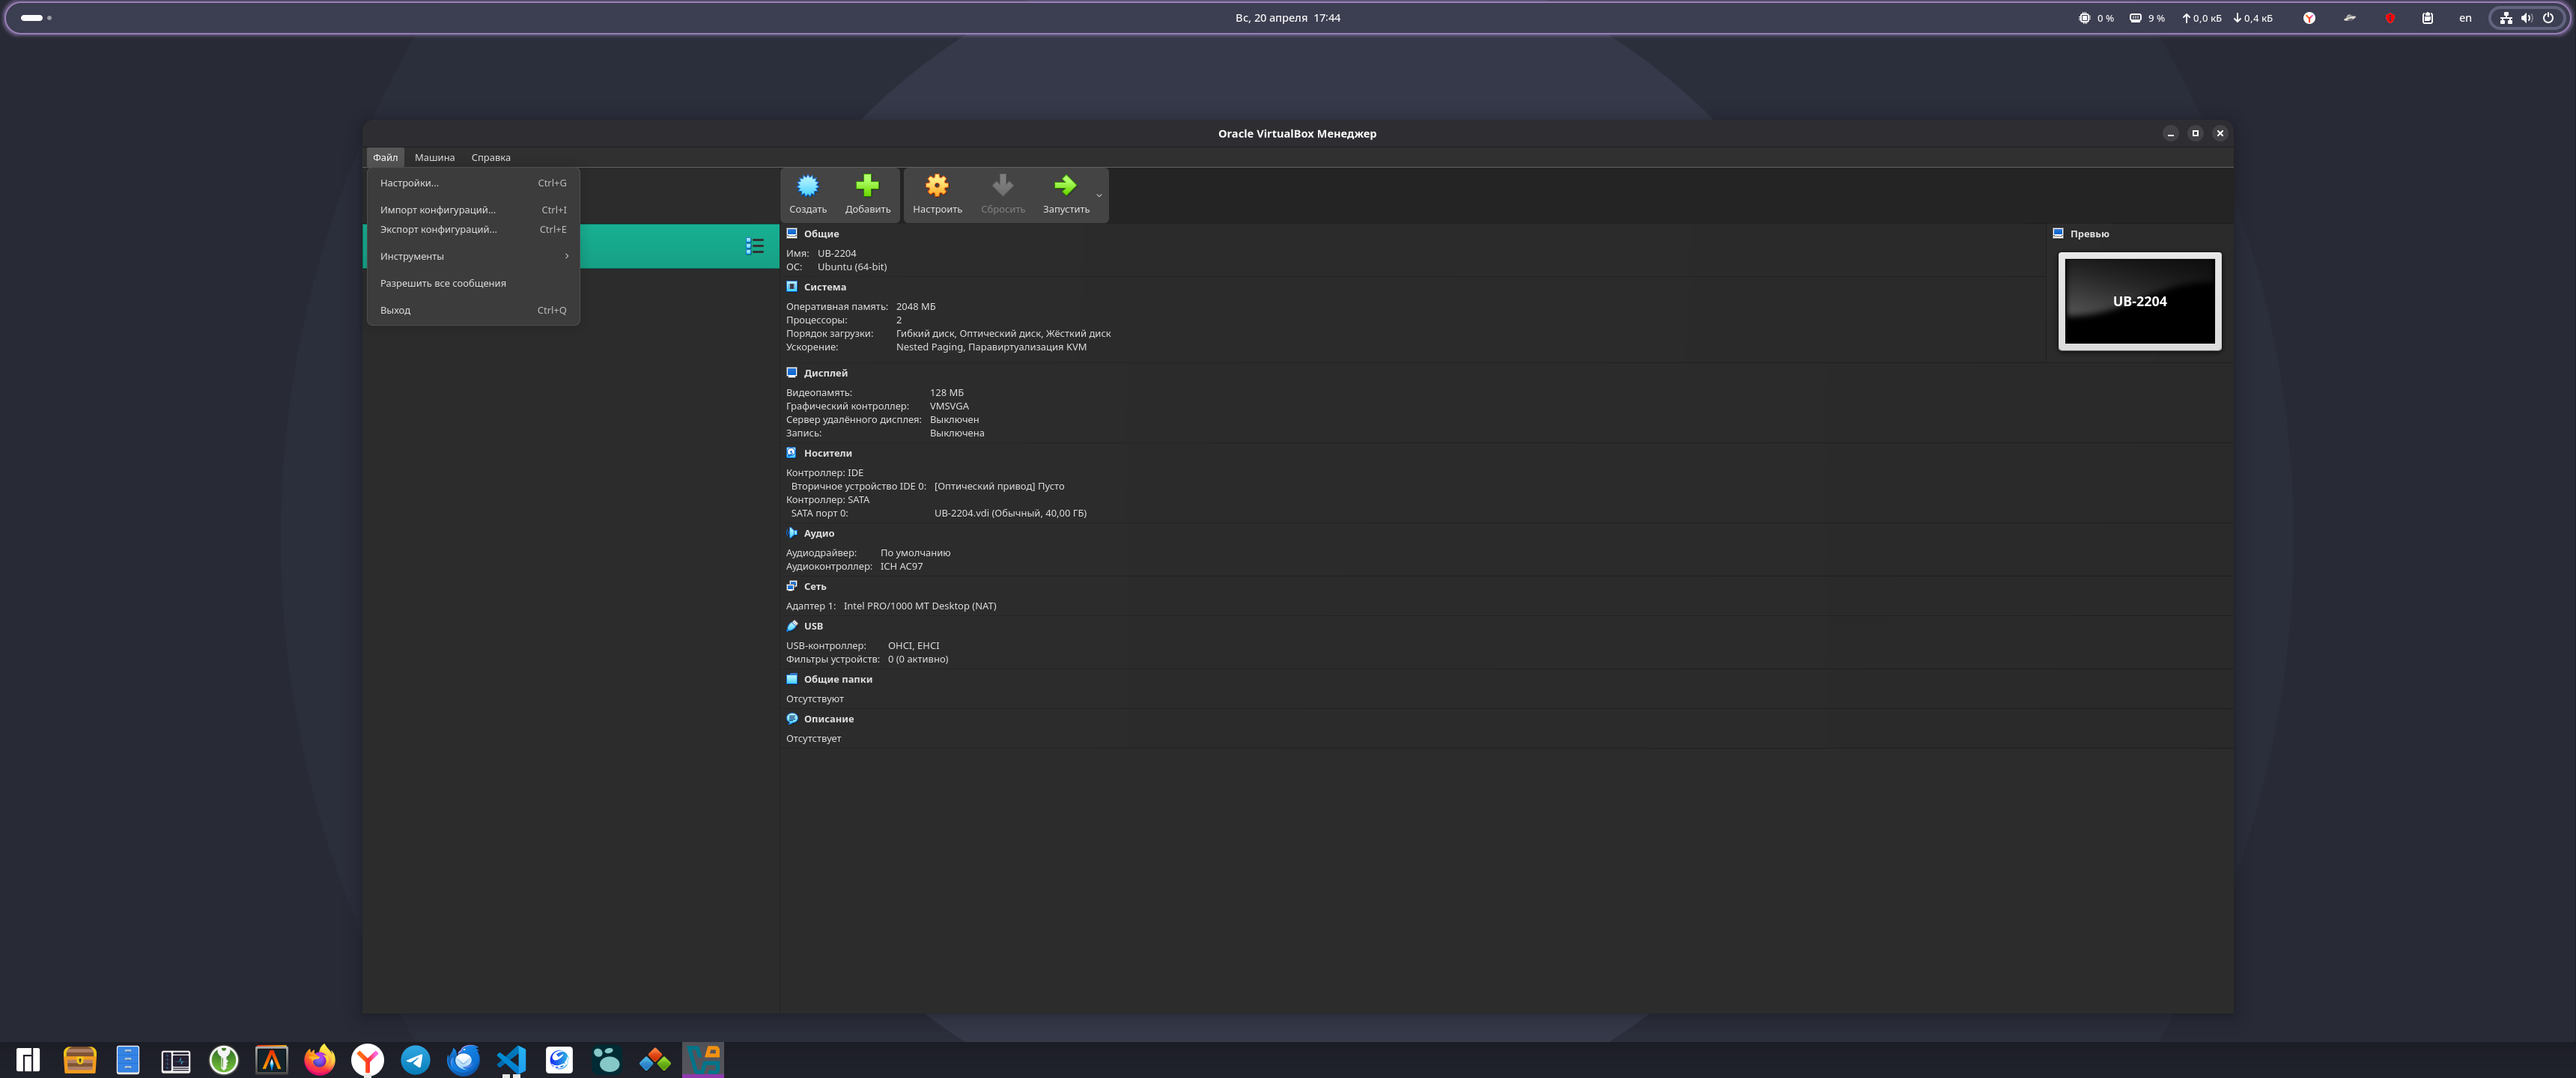 Вс, 20 апреля 17:44
0 %
9 %
0,0 кБ
0,4 кБ
en
Oracle VirtualBox Менеджер
Файл Машина Справка
Настройки... Ctrl+G
Импорт конфигураций... Ctrl+I
Экспорт конфигураций... Ctrl+E
Инструменты
Разрешить все сообщения
Выход Ctrl+Q
Создать Добавить Настроить Сбросить Запустить
Общие
Имя: UB-2204
ОС: Ubuntu (64-bit)
Система
Оперативная память: 2048 МБ
Процессоры: 2
Порядок загрузки: Гибкий диск, Оптический диск, Жёсткий диск
Ускорение: Nested Paging, Паравиртуализация KVM
Превью
UB-2204
Дисплей
Видеопамять: 128 МБ
Графический контроллер: VMSVGA
Сервер удалённого дисплея: Выключен
Запись: Выключена
Носители
Контроллер: IDE
Вторичное устройство IDE 0: [Оптический привод] Пусто
Контроллер: SATA
SATA порт 0: UB-2204.vdi (Обычный, 40,00 ГБ)
Аудио
Аудиодрайвер: По умолчанию
Аудиоконтроллер: ICH AC97
Сеть
Адаптер 1: Intel PRO/1000 MT Desktop (NAT)
USB
USB-контроллер: OHCI, EHCI
Фильтры устройств: 0 (0 активно)
Общие папки
Отсутствуют
Описание
Отсутствует